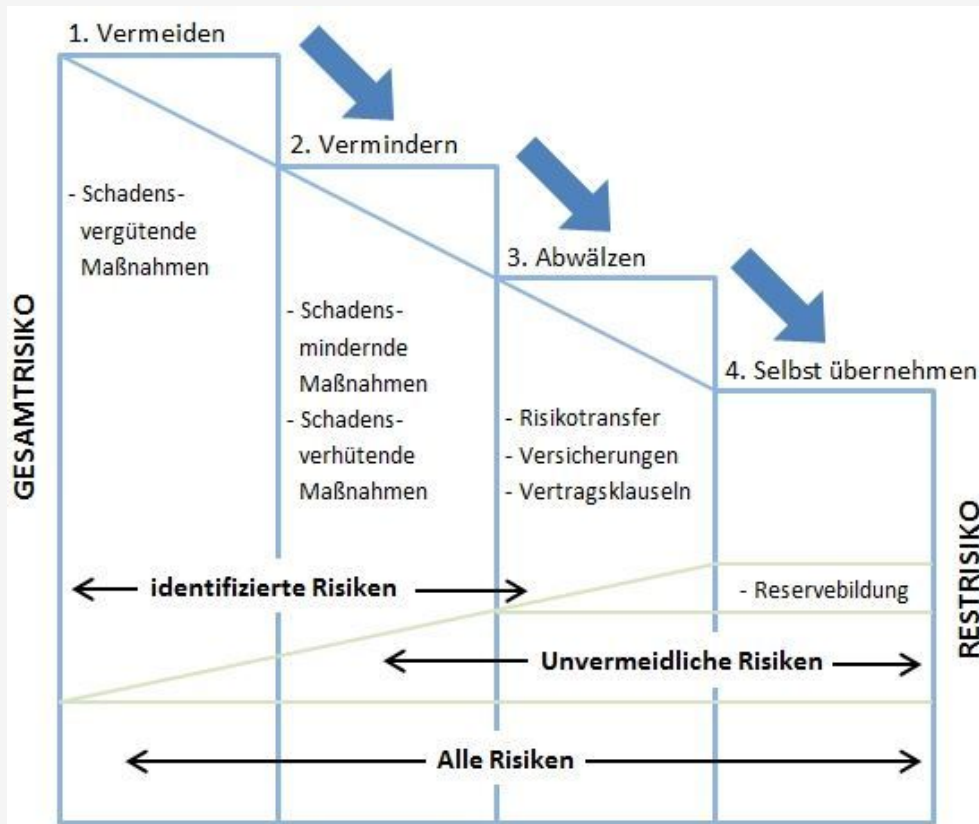 1. Vermeiden
2. Vermindern
- Schadens-
vergütende
Maßnahmen
3. Abwälzen
- Schadens-
mindernde
Maßnahmen
- Schadens-
verhütende
Maßnahmen
4. Selbst übernehmen
- Risikotransfer
- Versicherungen
- Vertragsklauseln
GESAMTRISIKO
identifizierte Risiken
- Reservebildung
RESTRISIKO
Unvermeidliche Risiken
Alle Risiken